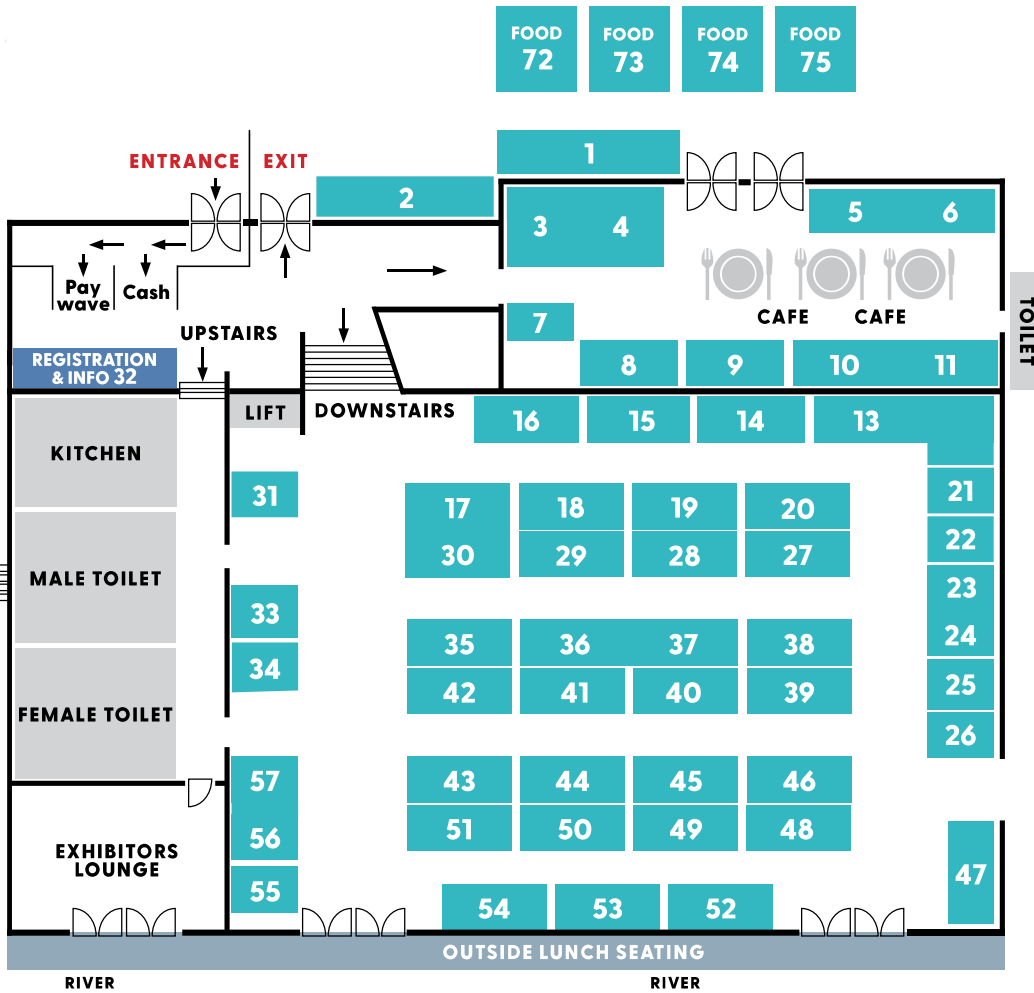 FOOD
72
FOOD
73
FOOD
74
FOOD
75
ENTRANCE
EXIT
1
2
3
4
5
6
Pay
wave
Cash
CAFE
CAFE
TOILET
UPSTAIRS
7
REGISTRATION
& INFO 32
8
9
10
11
LIFT
DOWNSTAIRS
16
15
14
13
KITCHEN
31
17
18
19
20
21
30
29
28
27
22
MALE TOILET
33
23
34
35
36
37
38
24
42
41
40
39
25
FEMALE TOILET
26
57
43
44
45
46
56
51
50
49
48
EXHIBITORS
LOUNGE
55
47
54
53
52
OUTSIDE LUNCH SEATING
RIVER
RIVER